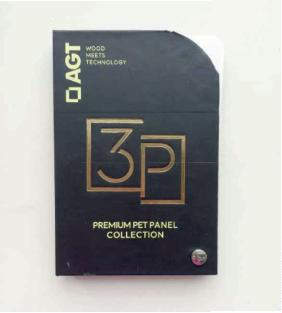 AGT
WOOD
MEETS
TECHNOLOGY
3P
PREMIUM PET PANEL
COLLECTION